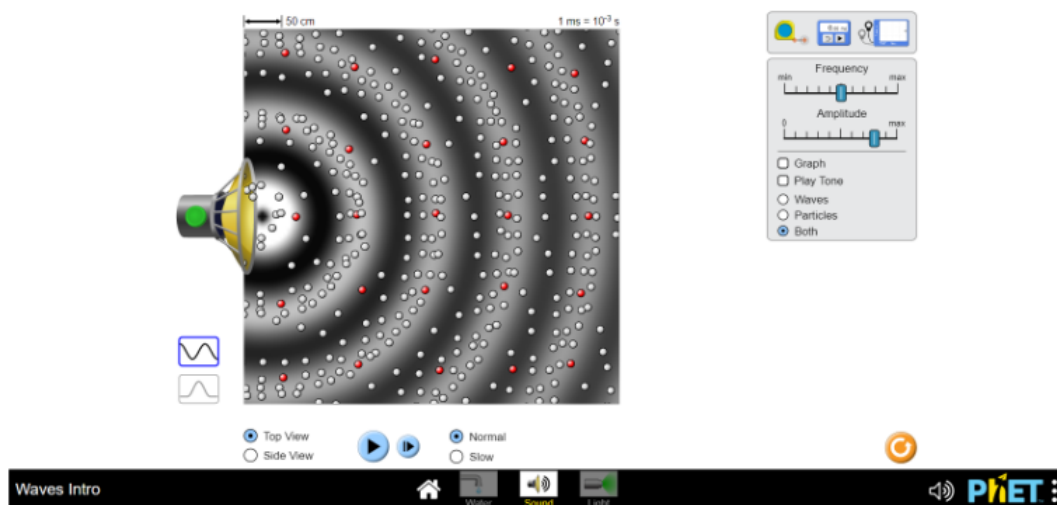 50 cm
1 ms = 10⁻³ s
Frequency
min max
Amplitude
0 max
Graph
Play Tone
Waves
Particles
Both
Top View
Side View
Normal
Slow
Waves Intro
Water
Sound
Light
PhET